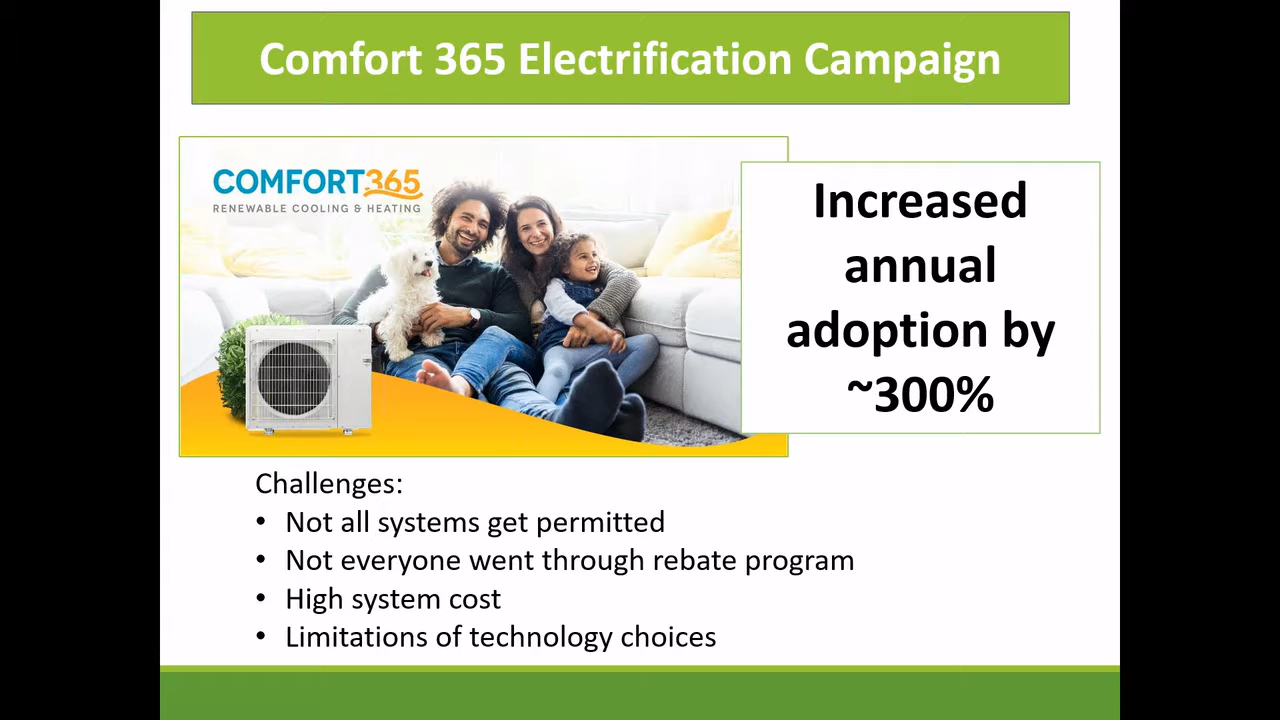 Comfort 365 Electrification Campaign
COMFORT365
RENEWABLE COOLING & HEATING
Increased
annual
adoption by
~300%
Challenges:
• Not all systems get permitted
• Not everyone went through rebate program
• High system cost
• Limitations of technology choices